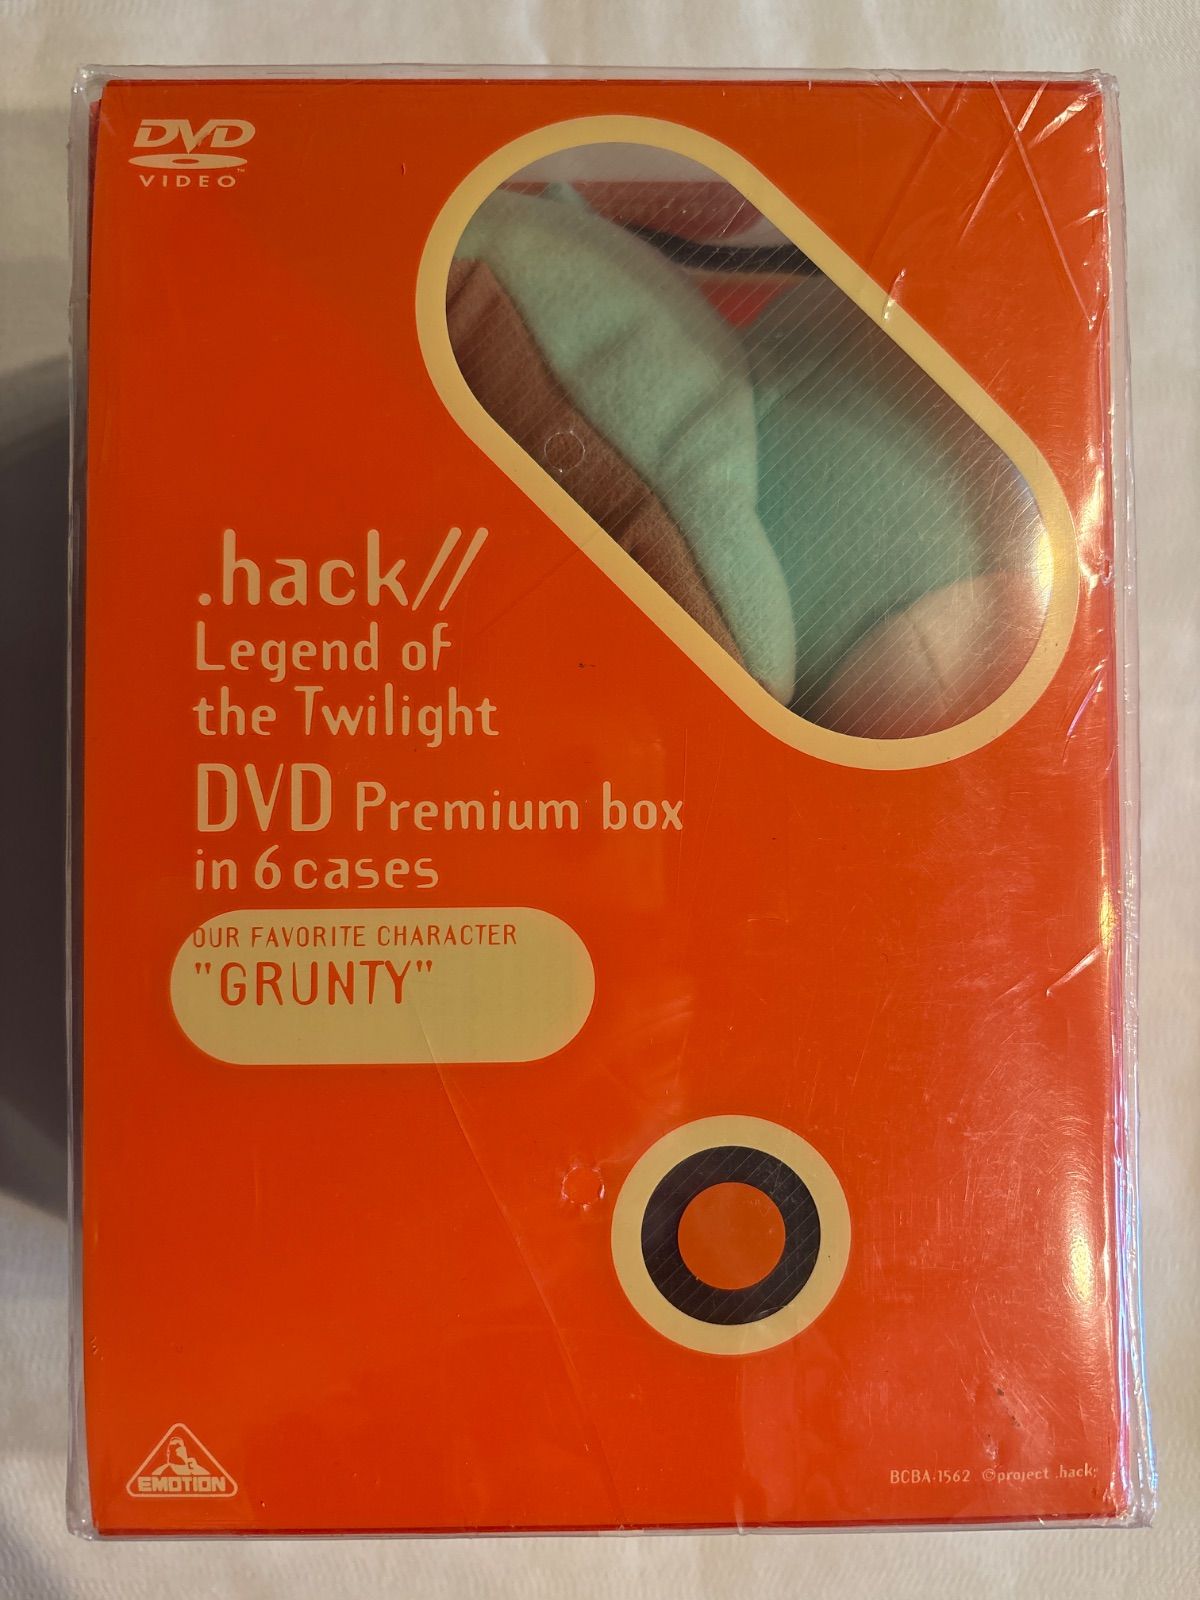 DVD
VIDEO™
.hack//
Legend of
the Twilight
DVD Premium box
in 6 cases
OUR FAVORITE CHARACTER
"GRUNTY"
EMOTION
BCBA-1562 ©project .hack